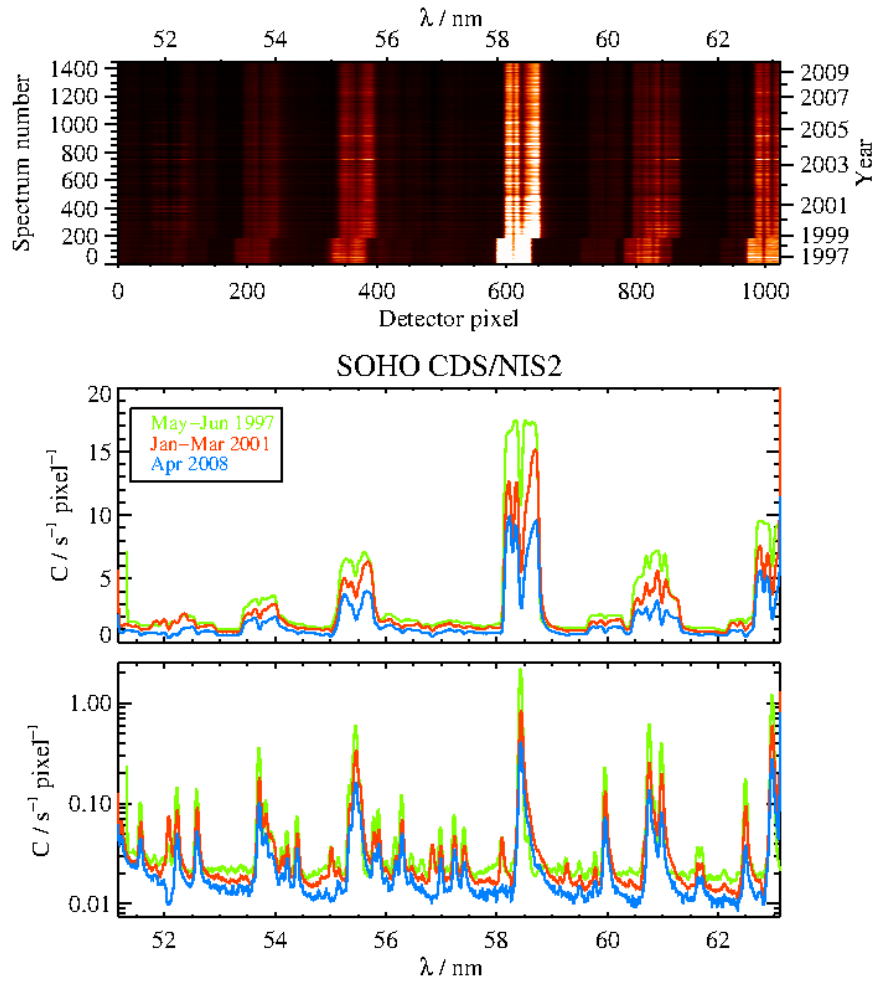 λ / nm
52 54 56 58 60 62
Spectrum number
1400
1200
1000
800
600
400
200
0
2009
2007
2005
2003
2001
1999
1997
Year
0 200 400 600 800 1000
Detector pixel
SOHO CDS/NIS2
C / s⁻¹ pixel⁻¹
20
15
10
5
0
May–Jun 1997
Jan–Mar 2001
Apr 2008
C / s⁻¹ pixel⁻¹
1.00
0.10
0.01
52 54 56 58 60 62
λ / nm